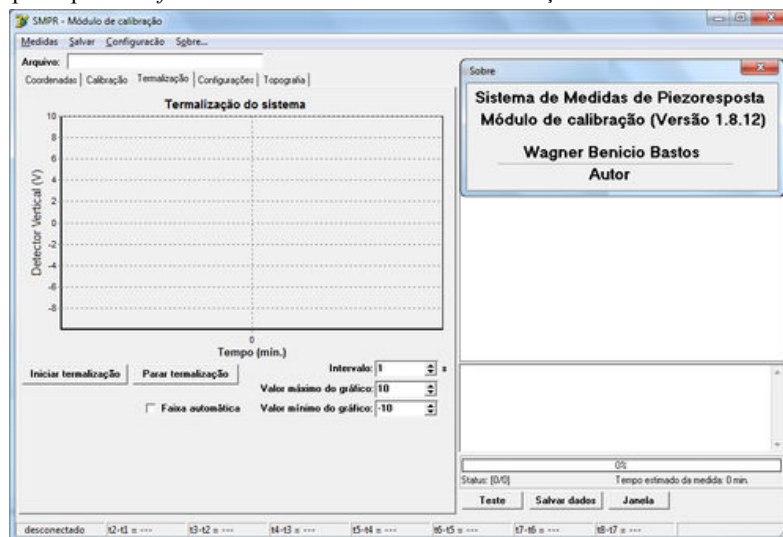 SMPR - Módulo de calibração
Medidas Salvar Configuracão Sobre...
Arquivo:
Coordenadas Calibração Termalização Configurações Topografia
Termalização do sistema
10
8
6
4
2
0
-2
-4
-6
-8
Detector Vertical (V)
0
Tempo (min.)
Iniciar termalização Parar termalização Intervalo: 1 s
Valor máximo do gráfico: 10
Faixa automática Valor mínimo do gráfico: -10
Sobre
Sistema de Medidas de Piezoresposta
Módulo de calibração (Versão 1.8.12)
Wagner Benicio Bastos
Autor
0%
Status: [0/0] Tempo estimado da medida: 0 min.
Teste Salvar dados Janela
desconectado t2-t1 = --- t3-t2 = --- t4-t3 = --- t5-t4 = --- t6-t5 = --- t7-t6 = --- t8-t7 = ---